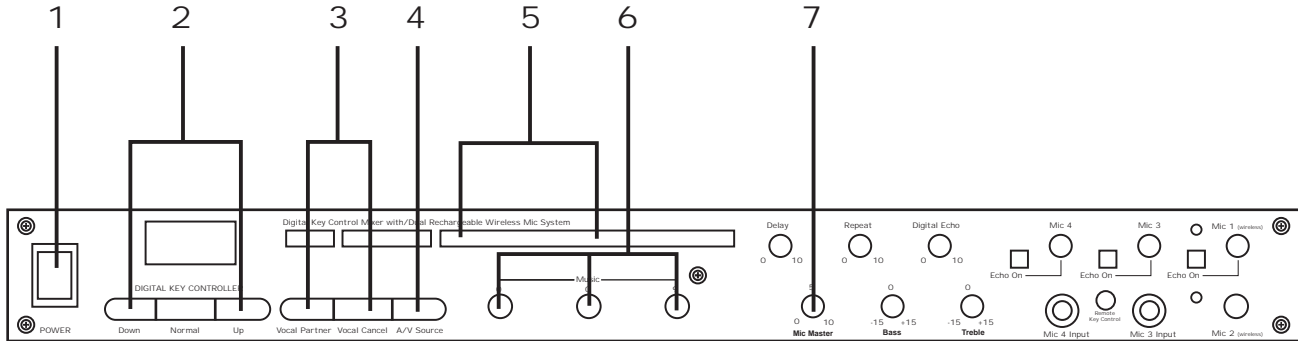 1 2 3 4 5 6 7
Digital Key Control Mixer with/Dual Rechargeable Wireless Mic System
Delay Repeat Digital Echo Mic 4 Mic 3 Mic 1 (wireless)
0 10 0 10 0 10
Echo On Echo On Echo On
Music
DIGITAL KEY CONTROLLER
0 0 0 5 0 0
POWER Down Normal Up Vocal Partner Vocal Cancel A/V Source
0 10 -15 +15 -15 +15
Mic Master Bass Treble
Mic 4 Input Remote Key Control Mic 3 Input Mic 2 (wireless)